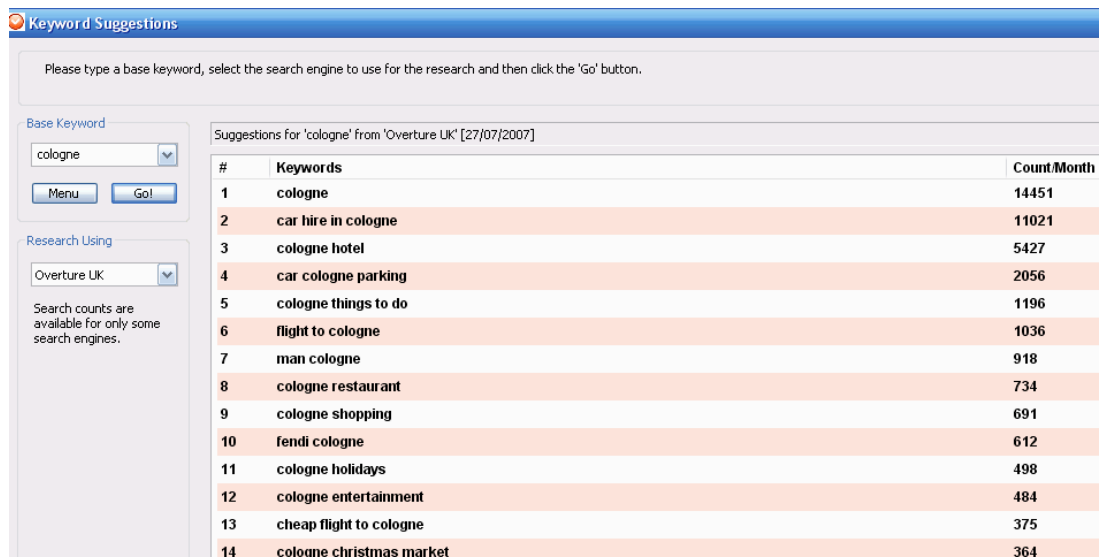 Keyword Suggestions
Please type a base keyword, select the search engine to use for the research and then click the 'Go' button.
Base Keyword
cologne
Menu Go!
Research Using
Overture UK
Search counts are
available for only some
search engines.
Suggestions for 'cologne' from 'Overture UK' [27/07/2007]
# Keywords Count/Month
1 cologne 14451
2 car hire in cologne 11021
3 cologne hotel 5427
4 car cologne parking 2056
5 cologne things to do 1196
6 flight to cologne 1036
7 man cologne 918
8 cologne restaurant 734
9 cologne shopping 691
10 fendi cologne 612
11 cologne holidays 498
12 cologne entertainment 484
13 cheap flight to cologne 375
14 cologne christmas market 364